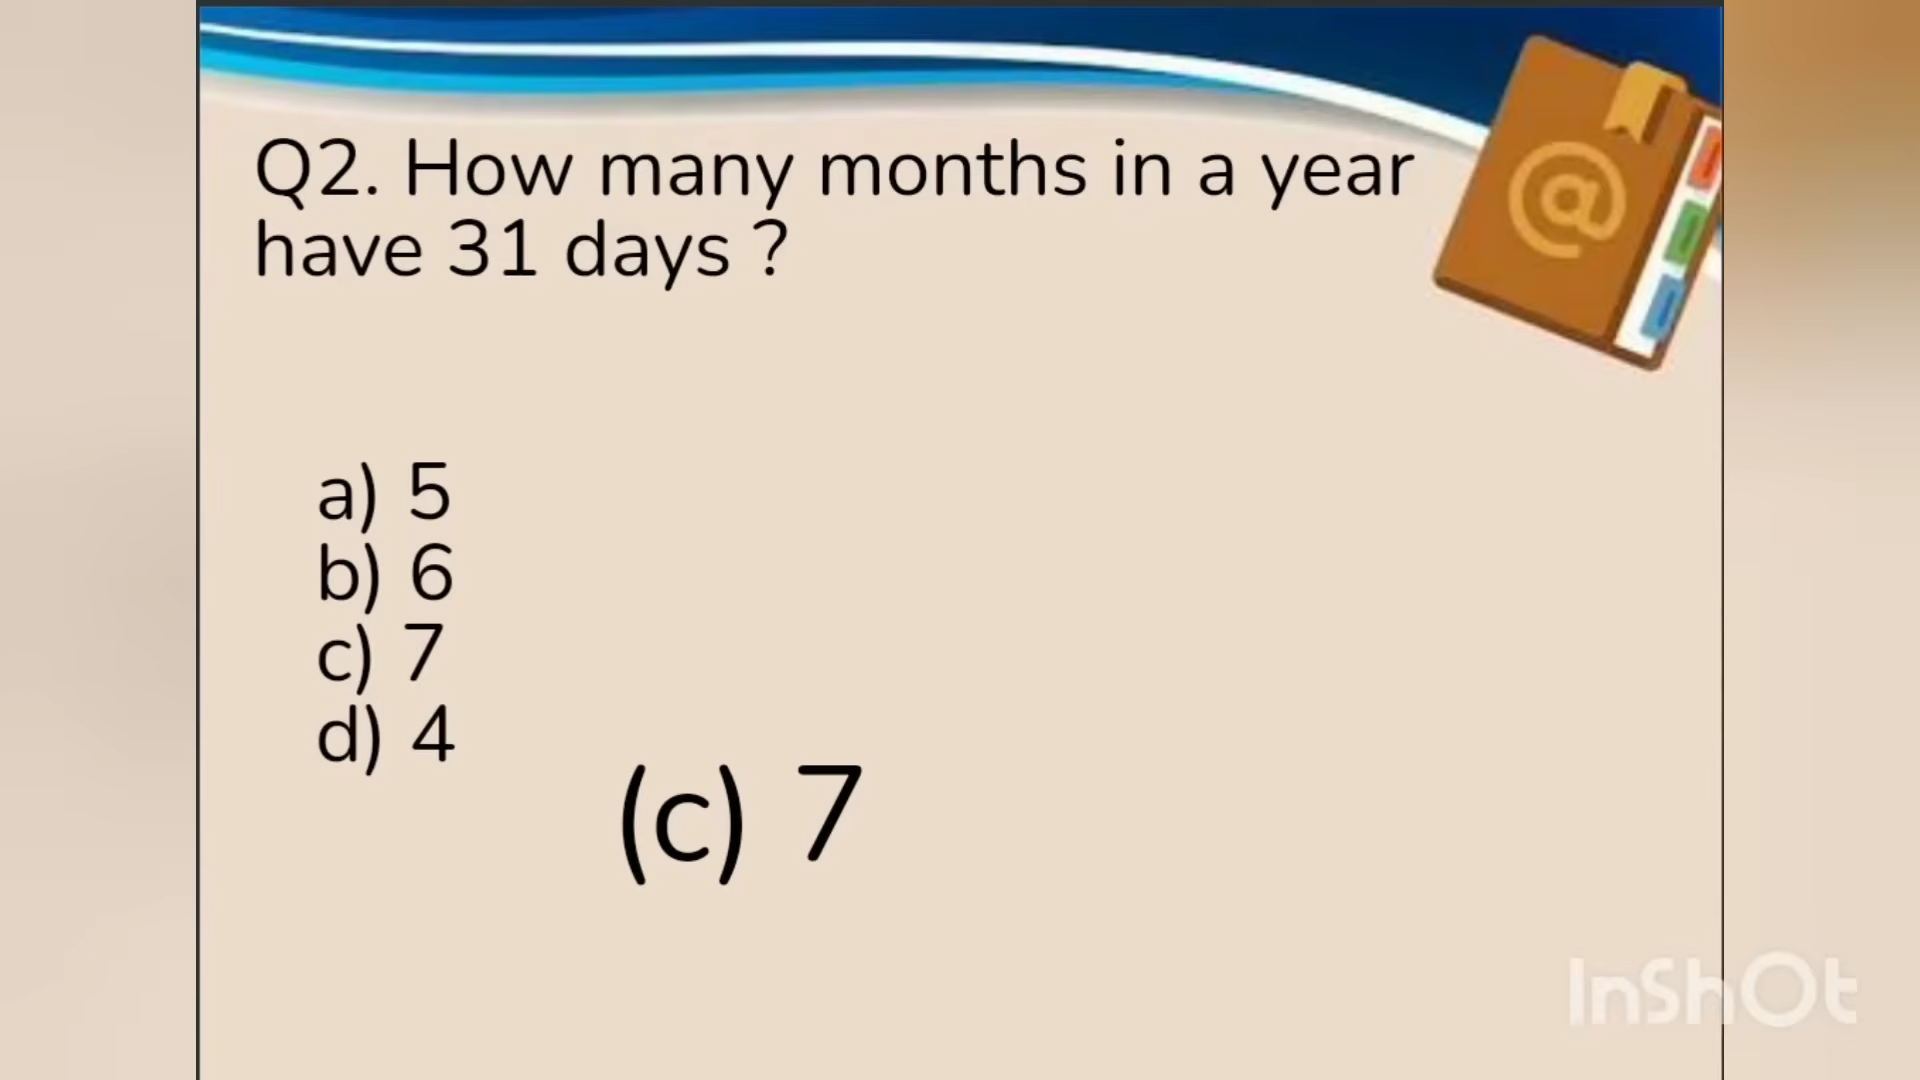 Q2. How many months in a year
have 31 days ?
a) 5
b) 6
c) 7
d) 4
(c) 7
@
InShOt